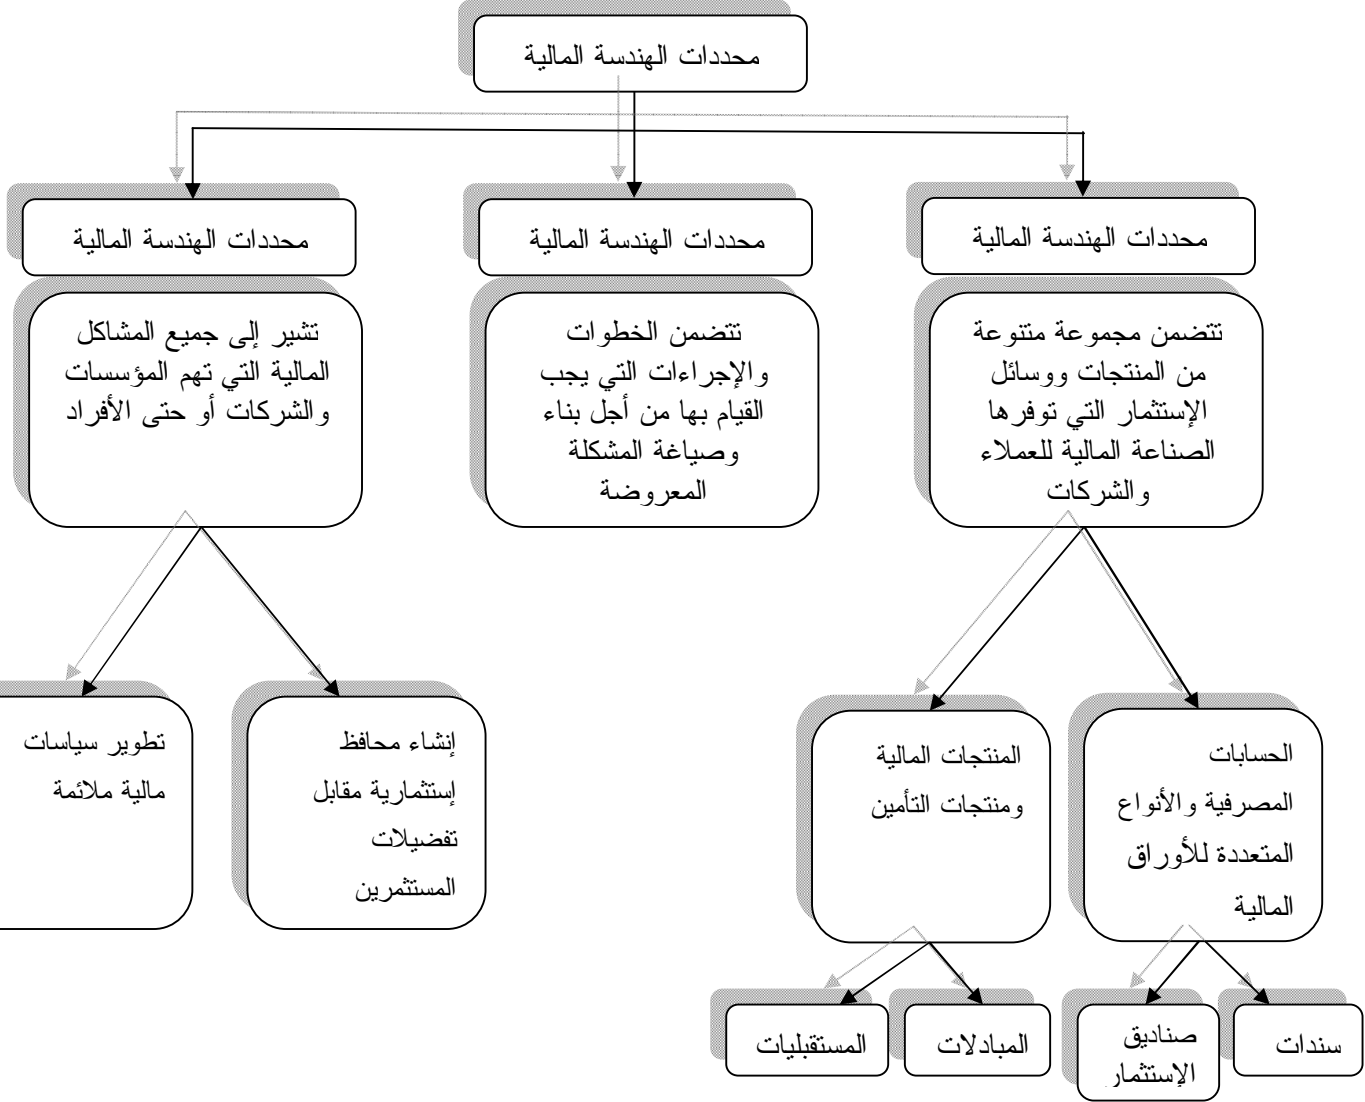 محددات الهندسة المالية
محددات الهندسة المالية
محددات الهندسة المالية
محددات الهندسة المالية
تتضمن مجموعة متنوعة
من المنتجات ووسائل
الإستثمار التي توفرها
الصناعة المالية للعملاء
والشركات
تتضمن الخطوات
والإجراءات التي يجب
القيام بها من أجل بناء
وصياغة المشكلة
المعروضة
تشير إلى جميع المشاكل
المالية التي تهم المؤسسات
والشركات أو حتى الأفراد
الحسابات
المصرفية والأنواع
المتعددة للأوراق
المالية
المنتجات المالية
ومنتجات التأمين
إنشاء محافظ
إستثمارية مقابل
تفضيلات
المستثمرين
تطوير سياسات
مالية ملائمة
سندات
صناديق
الإستثمار
المبادلات
المستقبليات